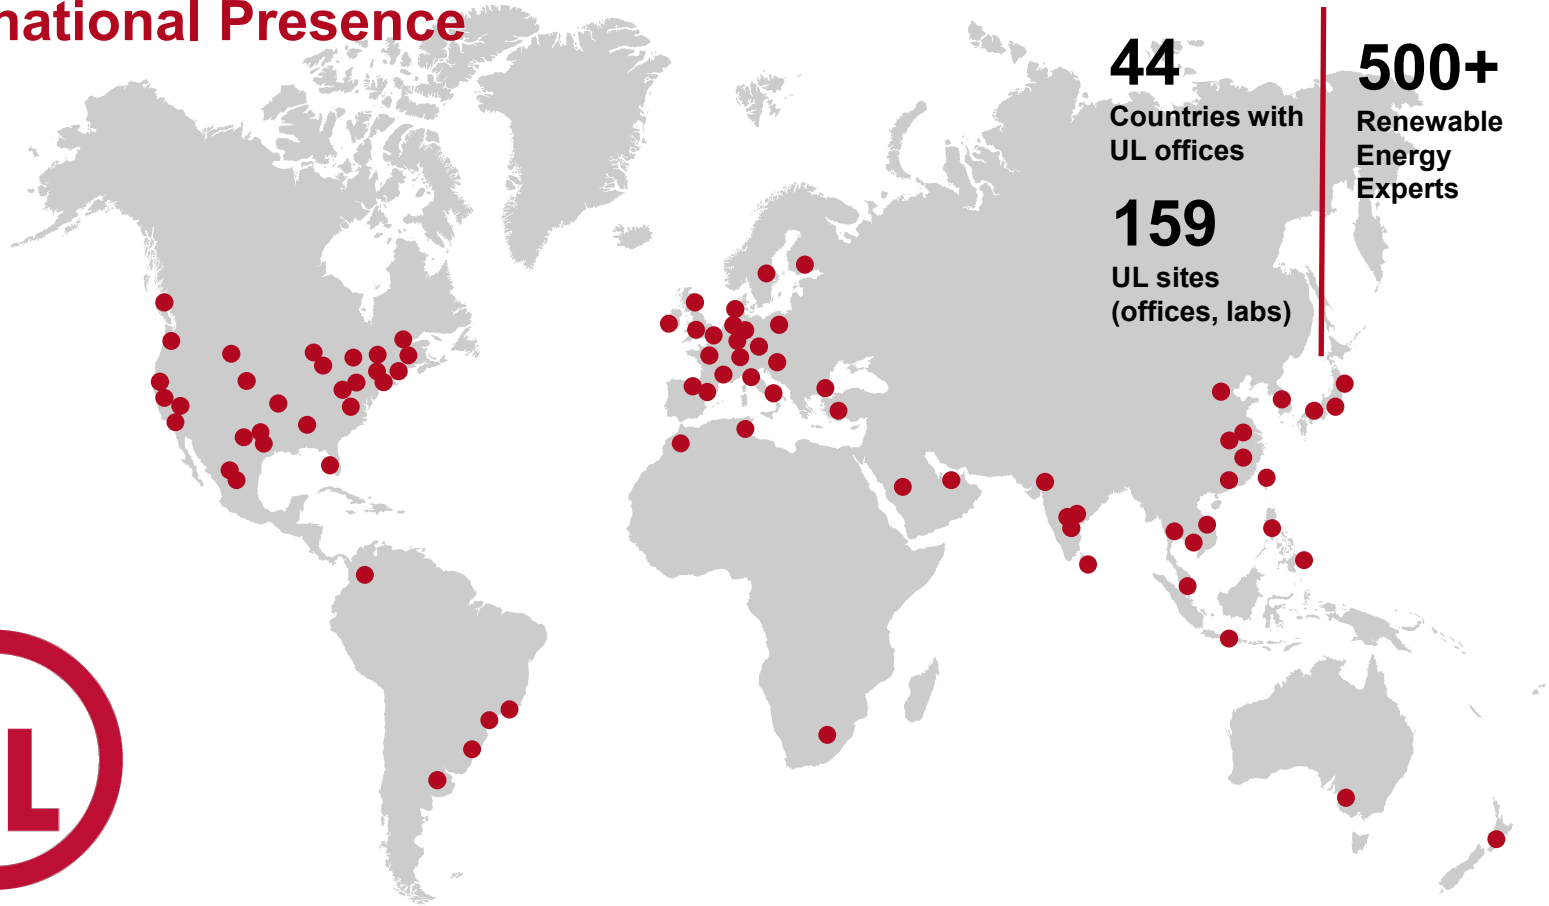 national Presence
44
Countries with
UL offices
159
UL sites
(offices, labs)
500+
Renewable
Energy
Experts
L